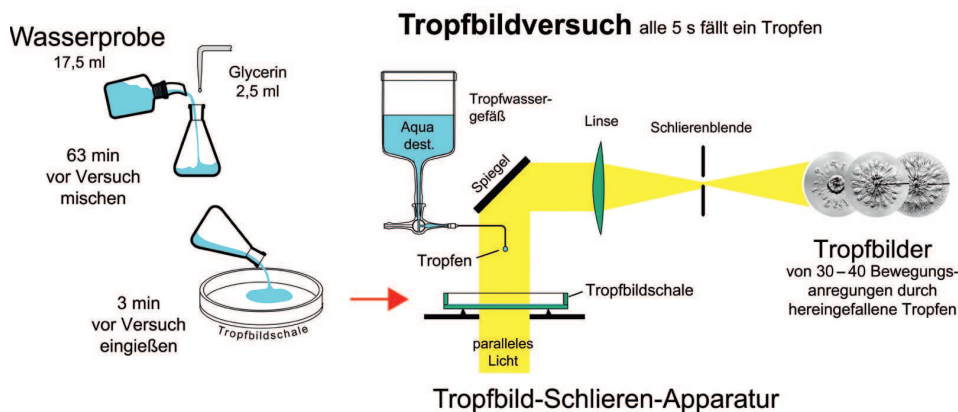 Tropfbildversuch alle 5 s fällt ein Tropfen
Wasserprobe
17,5 ml
Glycerin
2,5 ml
63 min
vor Versuch
mischen
3 min
vor Versuch
eingießen
Tropfbildschale
Tropfwasser-
gefäß
Aqua
dest.
Spiegel
Linse
Schlierenblende
Tropfen
Tropfbildschale
paralleles
Licht
Tropfbilder
von 30 – 40 Bewegungs-
anregungen durch
hereingefallene Tropfen
Tropfbild-Schlieren-Apparatur